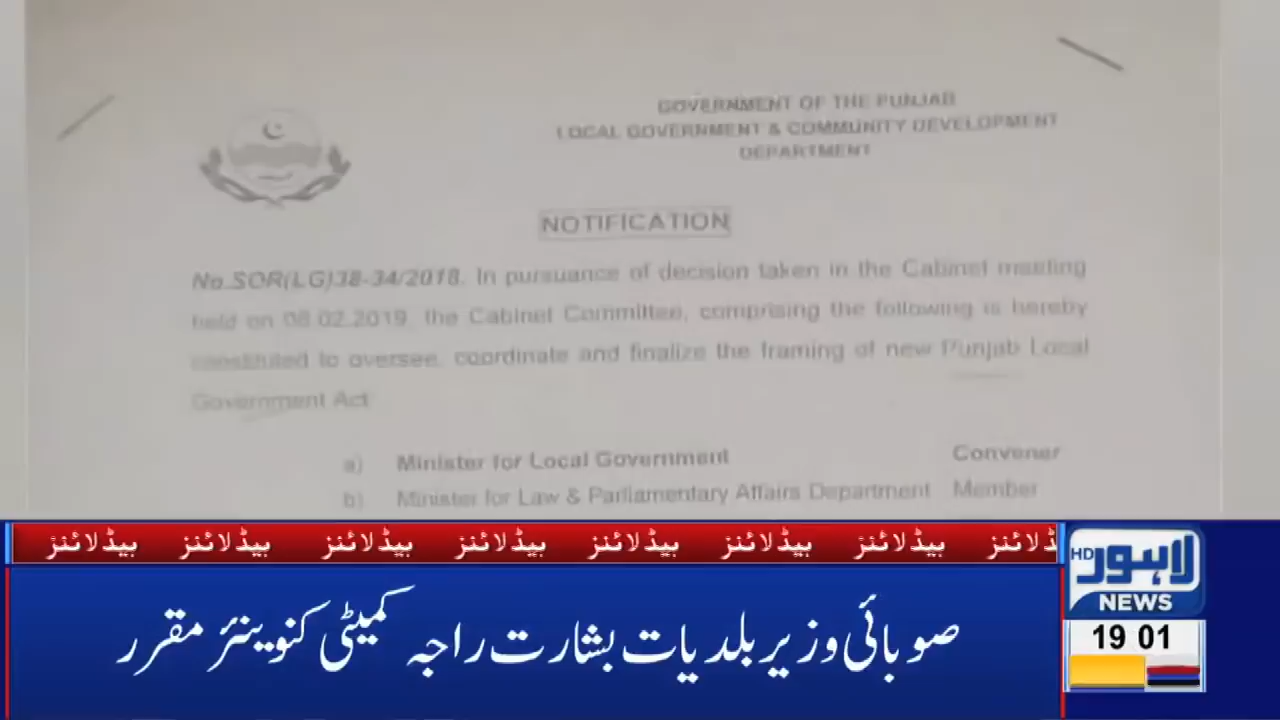 GOVERNMENT OF THE PUNJAB
LOCAL GOVERNMENT & COMMUNITY DEVELOPMENT
DEPARTMENT
NOTIFICATION
No.SOR(LG)38-34/2018. In pursuance of decision taken in the Cabinet meeting
held on 08.02.2019, the Cabinet Committee, comprising the following is hereby
constituted to oversee, coordinate and finalize the framing of new Punjab Local
Government Act
a) Minister for Local Government Convener
b) Minister for Law & Parliamentary Affairs Department Member
ہیڈلائنز ہیڈلائنز ہیڈلائنز ہیڈلائنز ہیڈلائنز ہیڈلائنز ہیڈلائنز ڈلائنز
صوبائی وزیر بلدیات بشارت راجہ کمیٹی کنوینئر مقرر
HD لاہور
NEWS
19 01